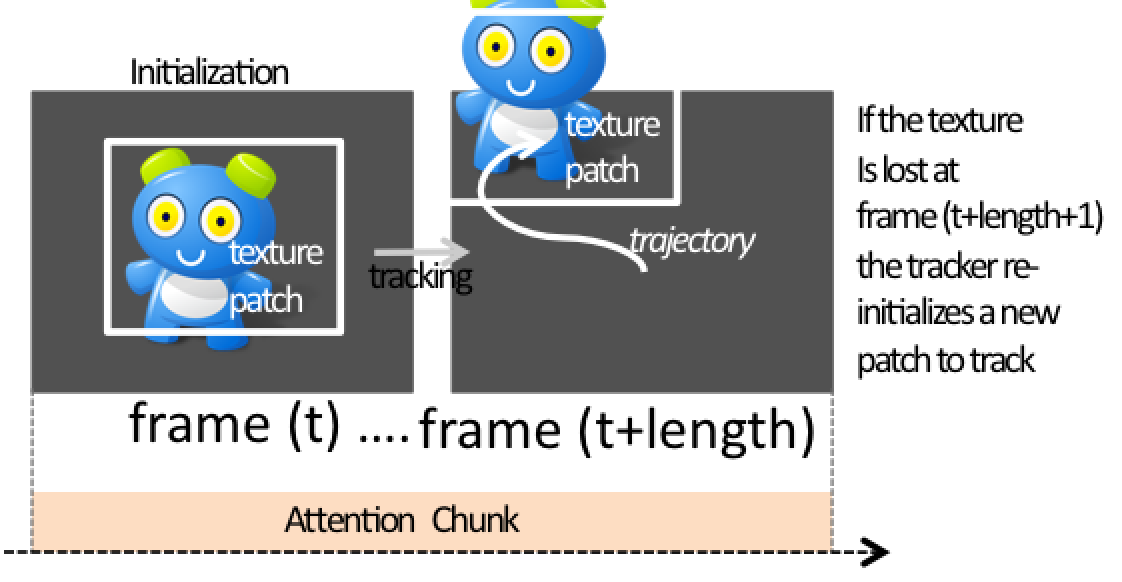 Initialization
texture
patch
tracking
texture
patch
trajectory
If the texture
Is lost at
frame (t+length+1)
the tracker re-
initializes a new
patch to track
frame (t) .... frame (t+length)
Attention Chunk